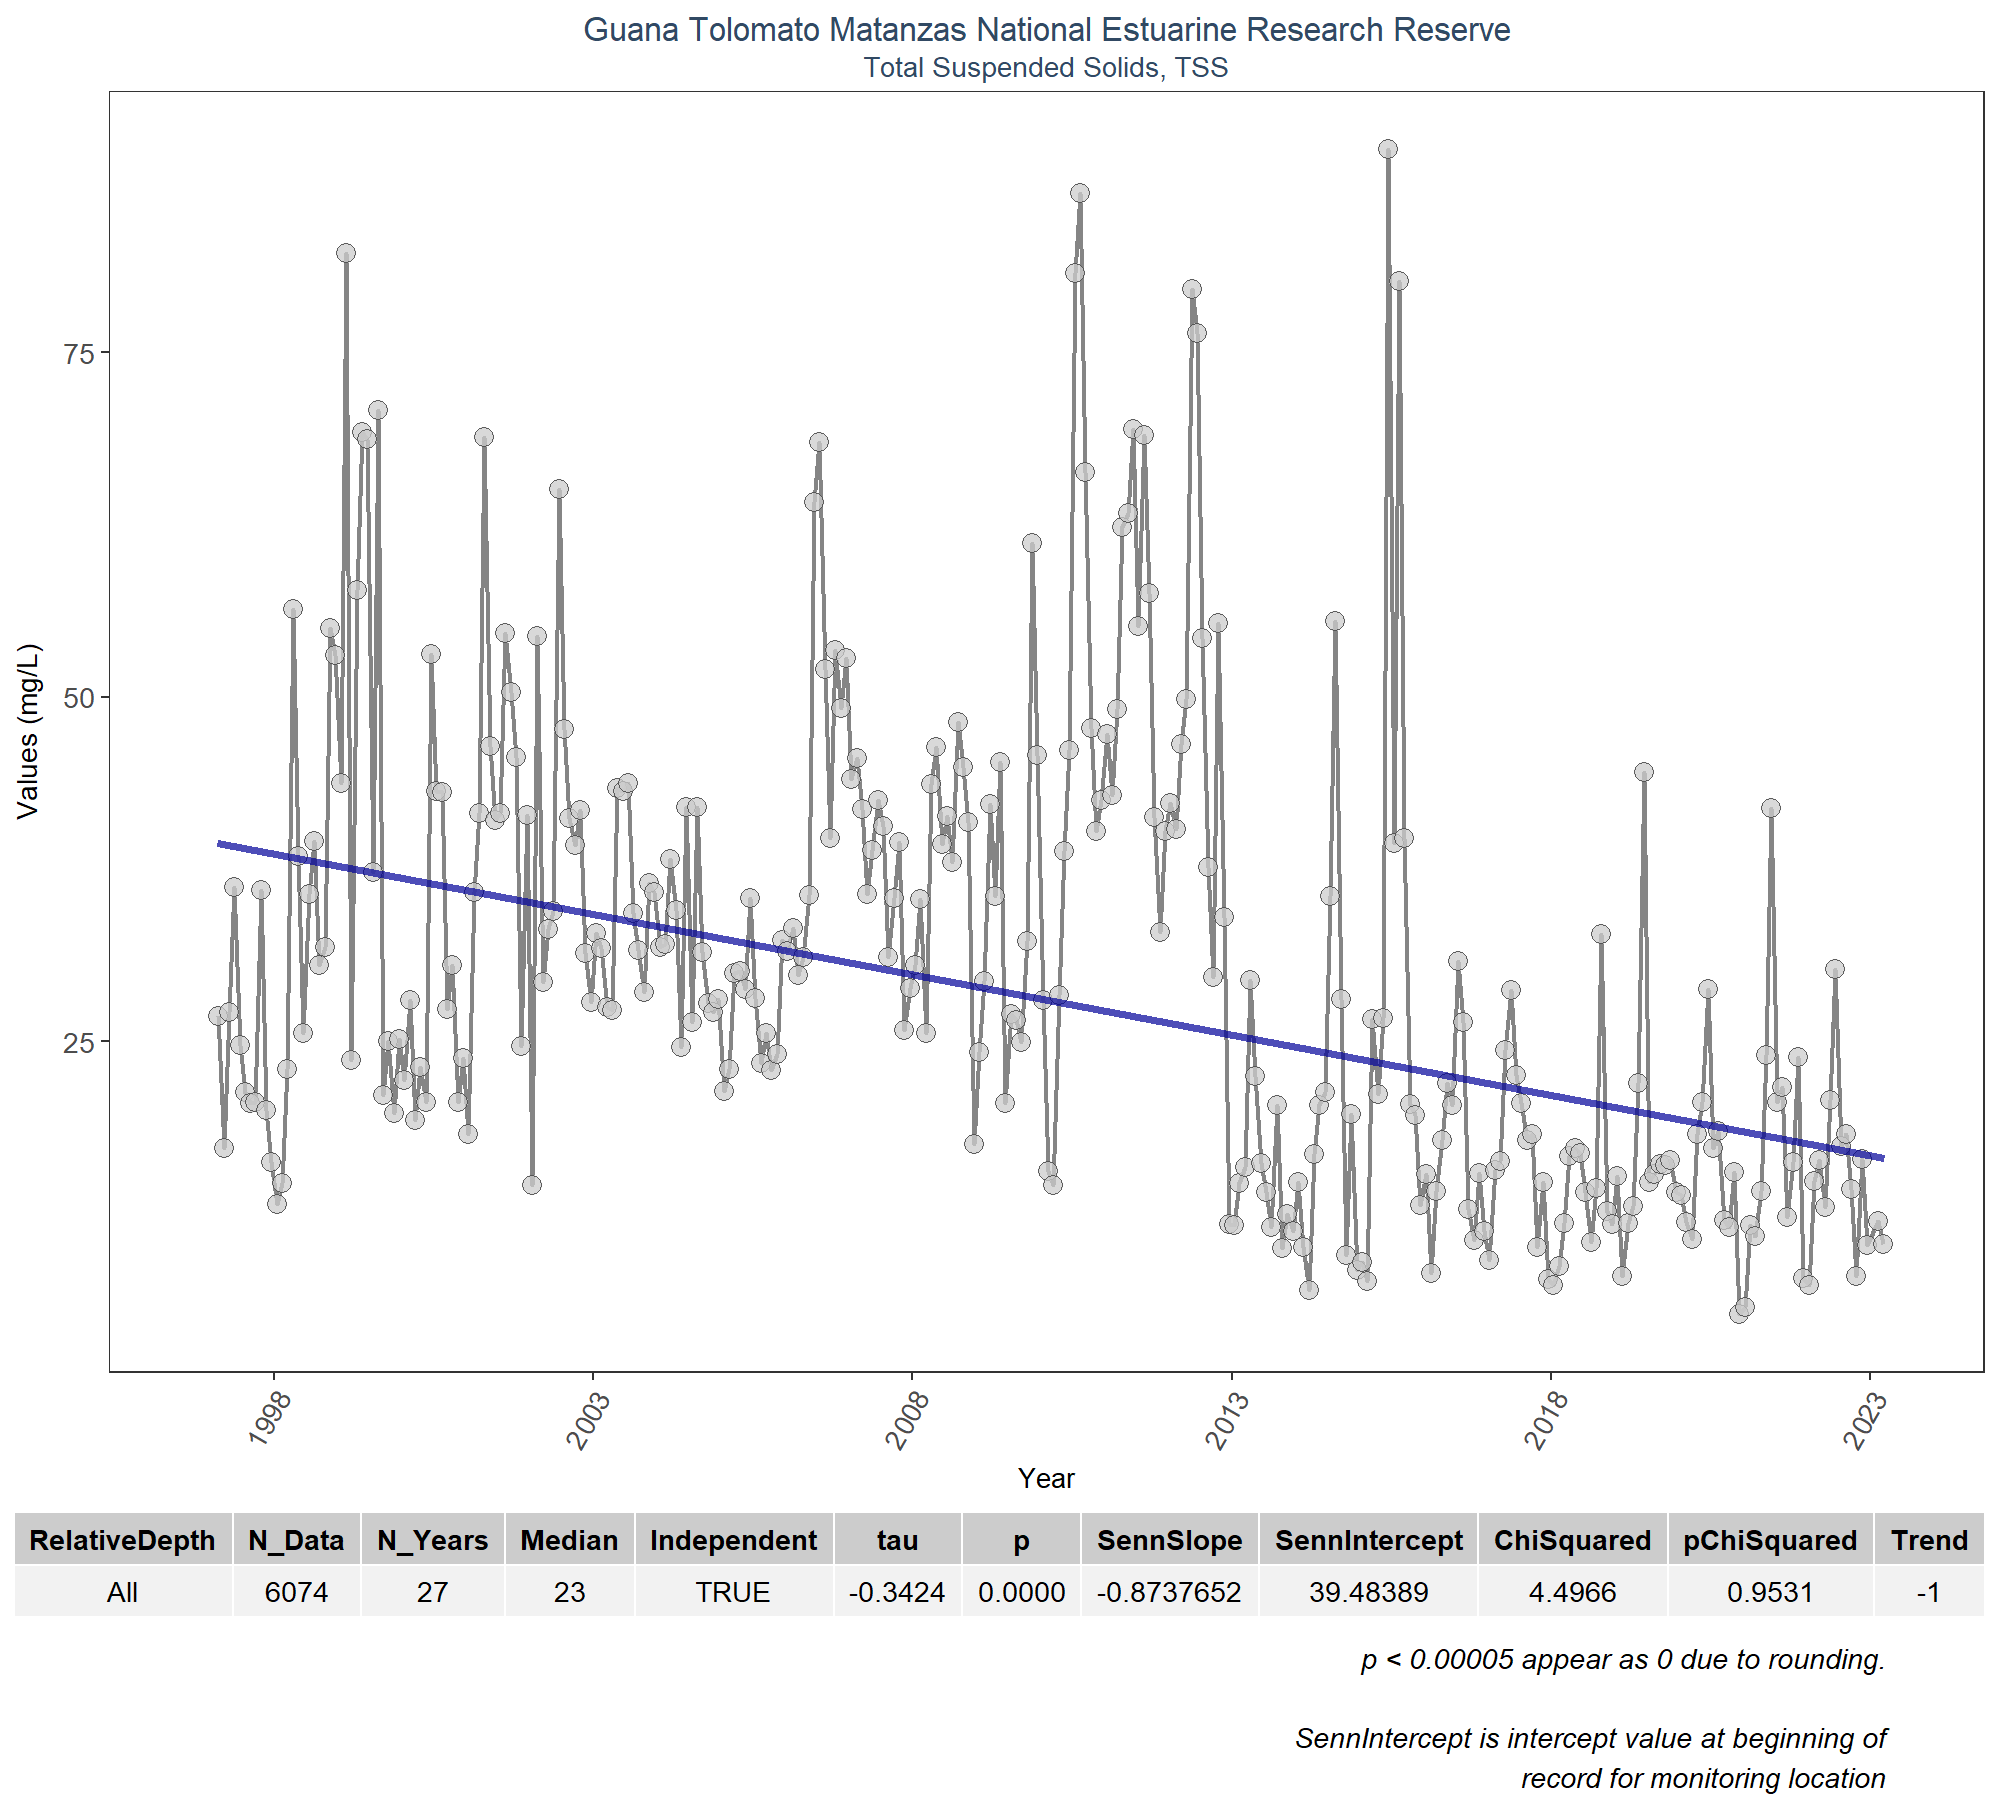 Guana Tolomato Matanzas National Estuarine Research Reserve
Total Suspended Solids, TSS
Values (mg/L)
75
50
25
1998
2003
2008
2013
2018
2023
Year
RelativeDepth N_Data N_Years Median Independent tau p SennSlope SennIntercept ChiSquared pChiSquared Trend
All 6074 27 23 TRUE -0.3424 0.0000 -0.8737652 39.48389 4.4966 0.9531 -1
p < 0.00005 appear as 0 due to rounding.
SennIntercept is intercept value at beginning of
record for monitoring location